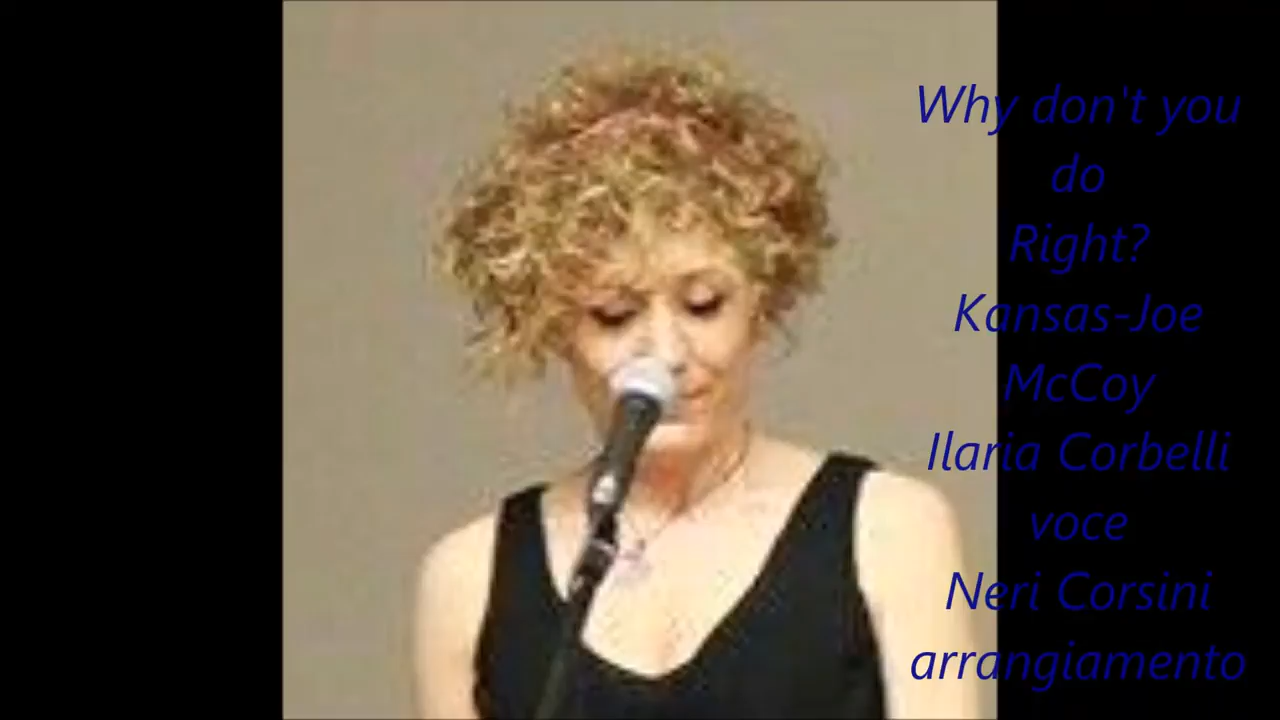 Why don't you
do
Right?
Kansas-Joe
McCoy
Ilaria Corbelli
voce
Neri Corsini
arrangiamento